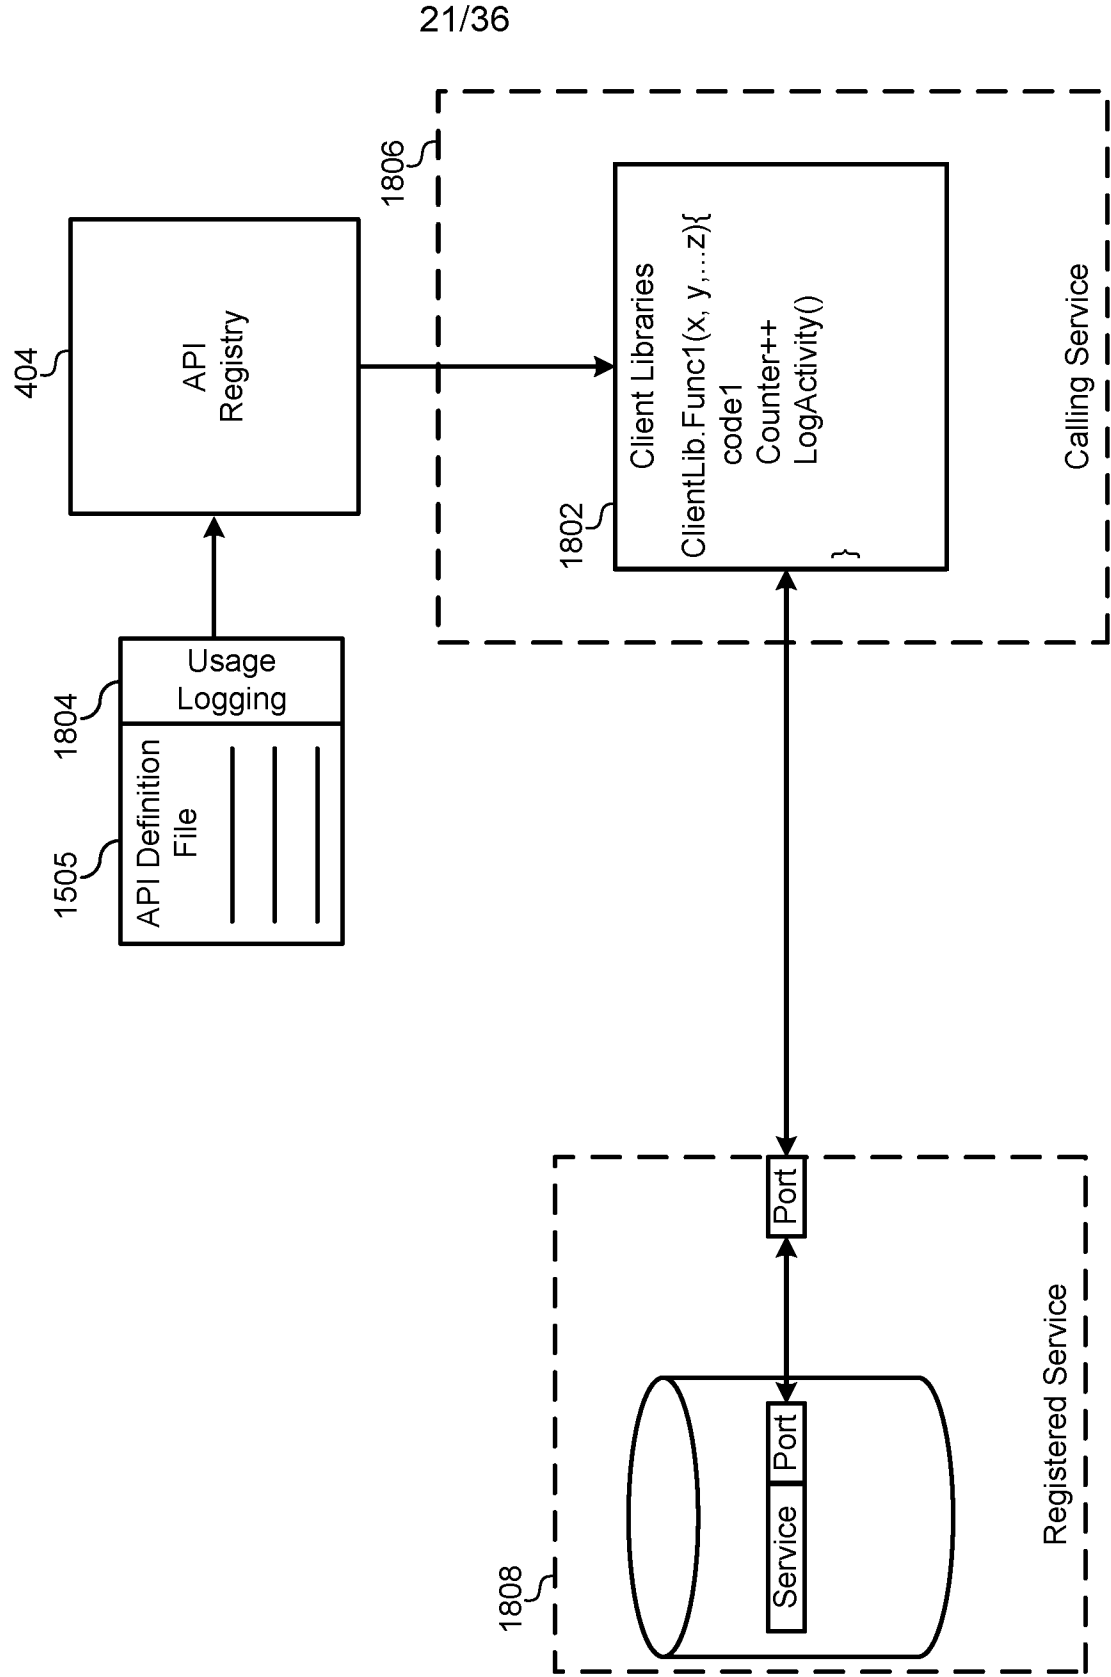 21/36
404
API
Registry
1804
Usage
Logging
1505
API Definition
File
1806
1802
Client Libraries
ClientLib.Func1(x, y,...z){
code1
Counter++
LogActivity()
}
Calling Service
1808
Service
Port
Port
Registered Service